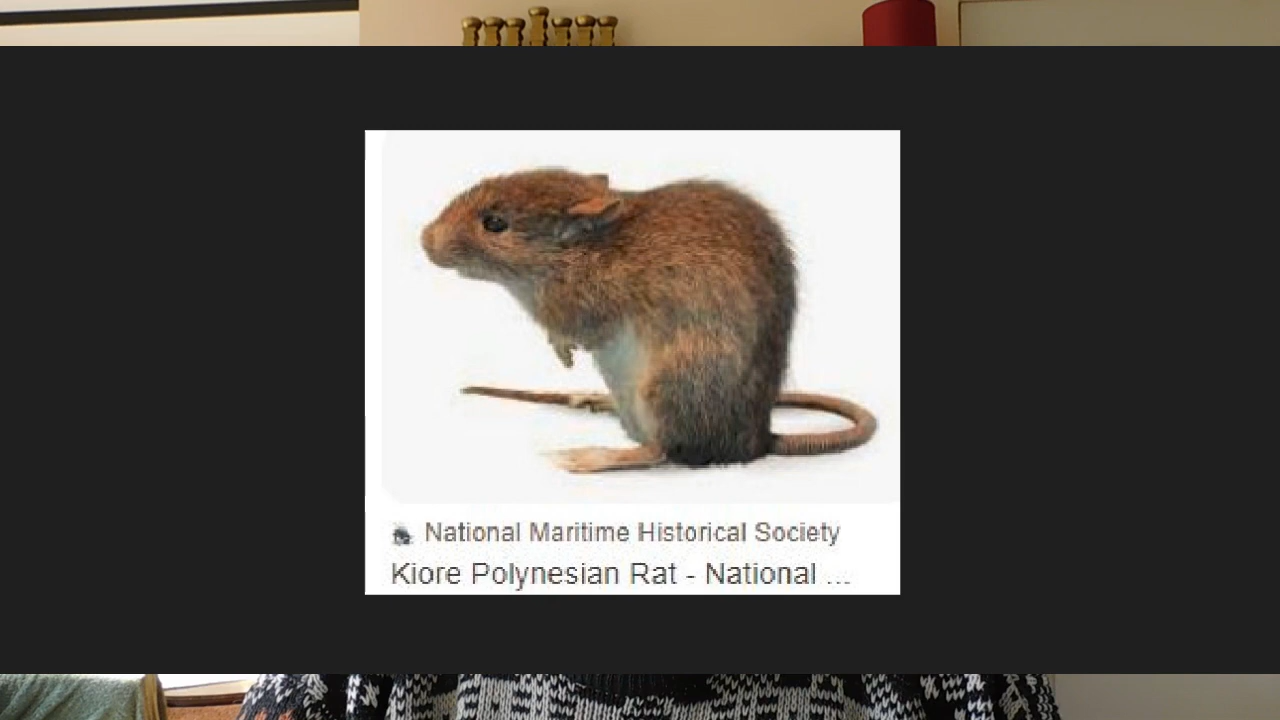 National Maritime Historical Society
Kiore Polynesian Rat - National ...